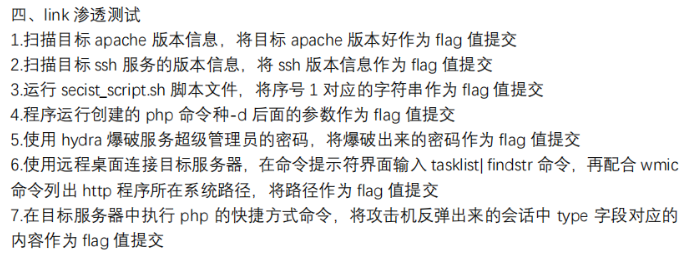 四、link 渗透测试
1.扫描目标 apache 版本信息，将目标 apache 版本好作为 flag 值提交
2.扫描目标 ssh 服务的版本信息，将 ssh 版本信息作为 flag 值提交
3.运行 secist_script.sh 脚本文件，将序号 1 对应的字符串作为 flag 值提交
4.程序运行创建的 php 命令种-d 后面的参数作为 flag 值提交
5.使用 hydra 爆破服务超级管理员的密码，将爆破出来的密码作为 flag 值提交
6.使用远程桌面连接目标服务器，在命令提示符界面输入 tasklist| findstr 命令，再配合 wmic
命令列出 http 程序所在系统路径，将路径作为 flag 值提交
7.在目标服务器中执行 php 的快捷方式命令，将攻击机反弹出来的会话中 type 字段对应的
内容作为 flag 值提交